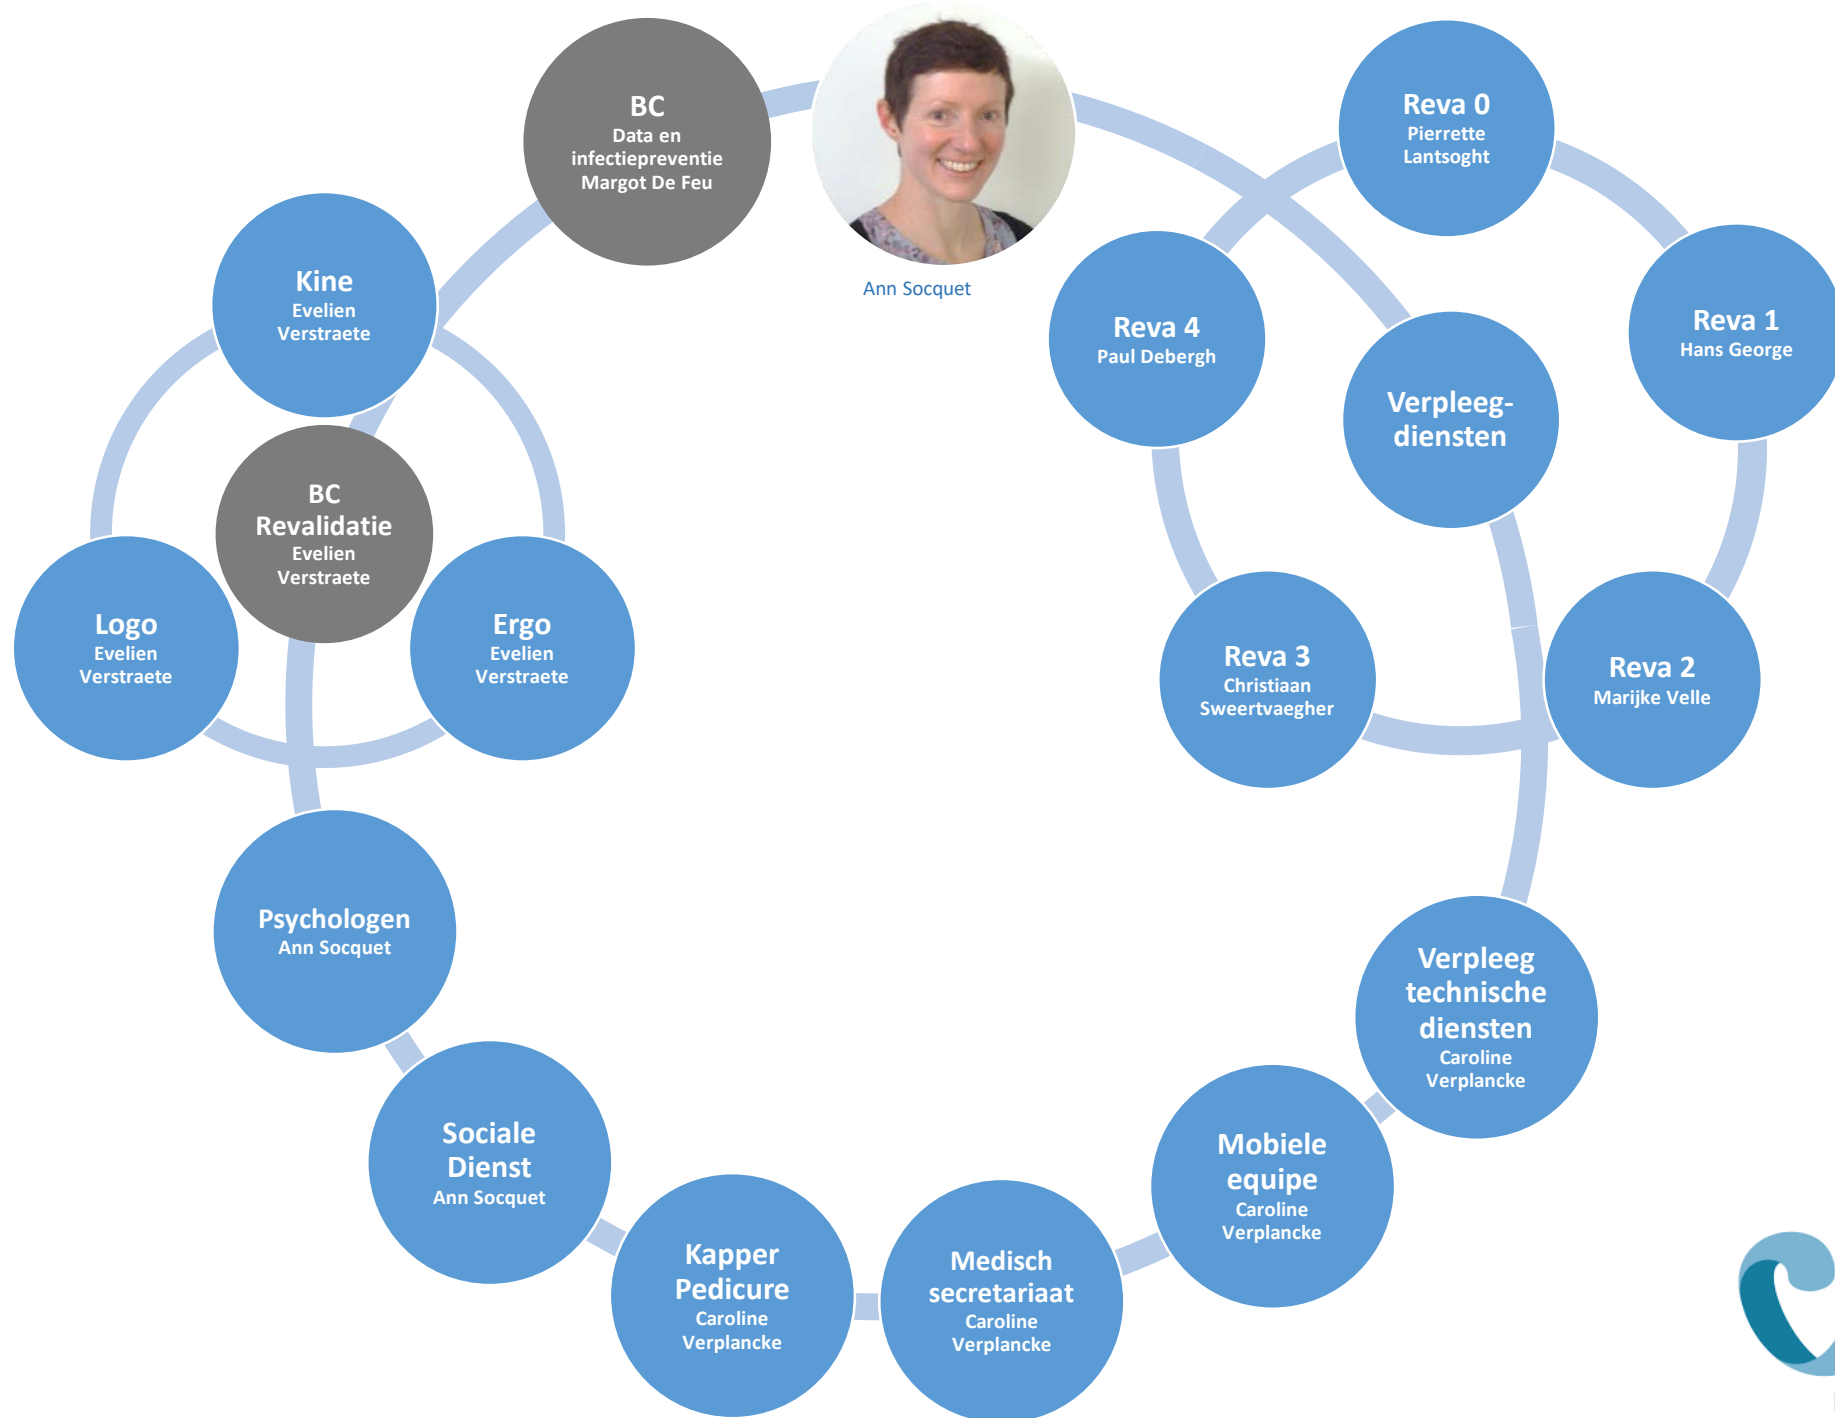 BC
Data en
infectiepreventie
Margot De Feu
Ann Socquet
Reva 0
Pierrette
Lantsoght
Reva 1
Hans George
Reva 4
Paul Debergh
Verpleeg-
diensten
Reva 3
Christiaan
Sweertvaegher
Reva 2
Marijke Velle
Kine
Evelien
Verstraete
BC
Revalidatie
Evelien
Verstraete
Logo
Evelien
Verstraete
Ergo
Evelien
Verstraete
Psychologen
Ann Socquet
Sociale
Dienst
Ann Socquet
Kapper
Pedicure
Caroline
Verplancke
Medisch
secretariaat
Caroline
Verplancke
Mobiele
equipe
Caroline
Verplancke
Verpleeg
technische
diensten
Caroline
Verplancke